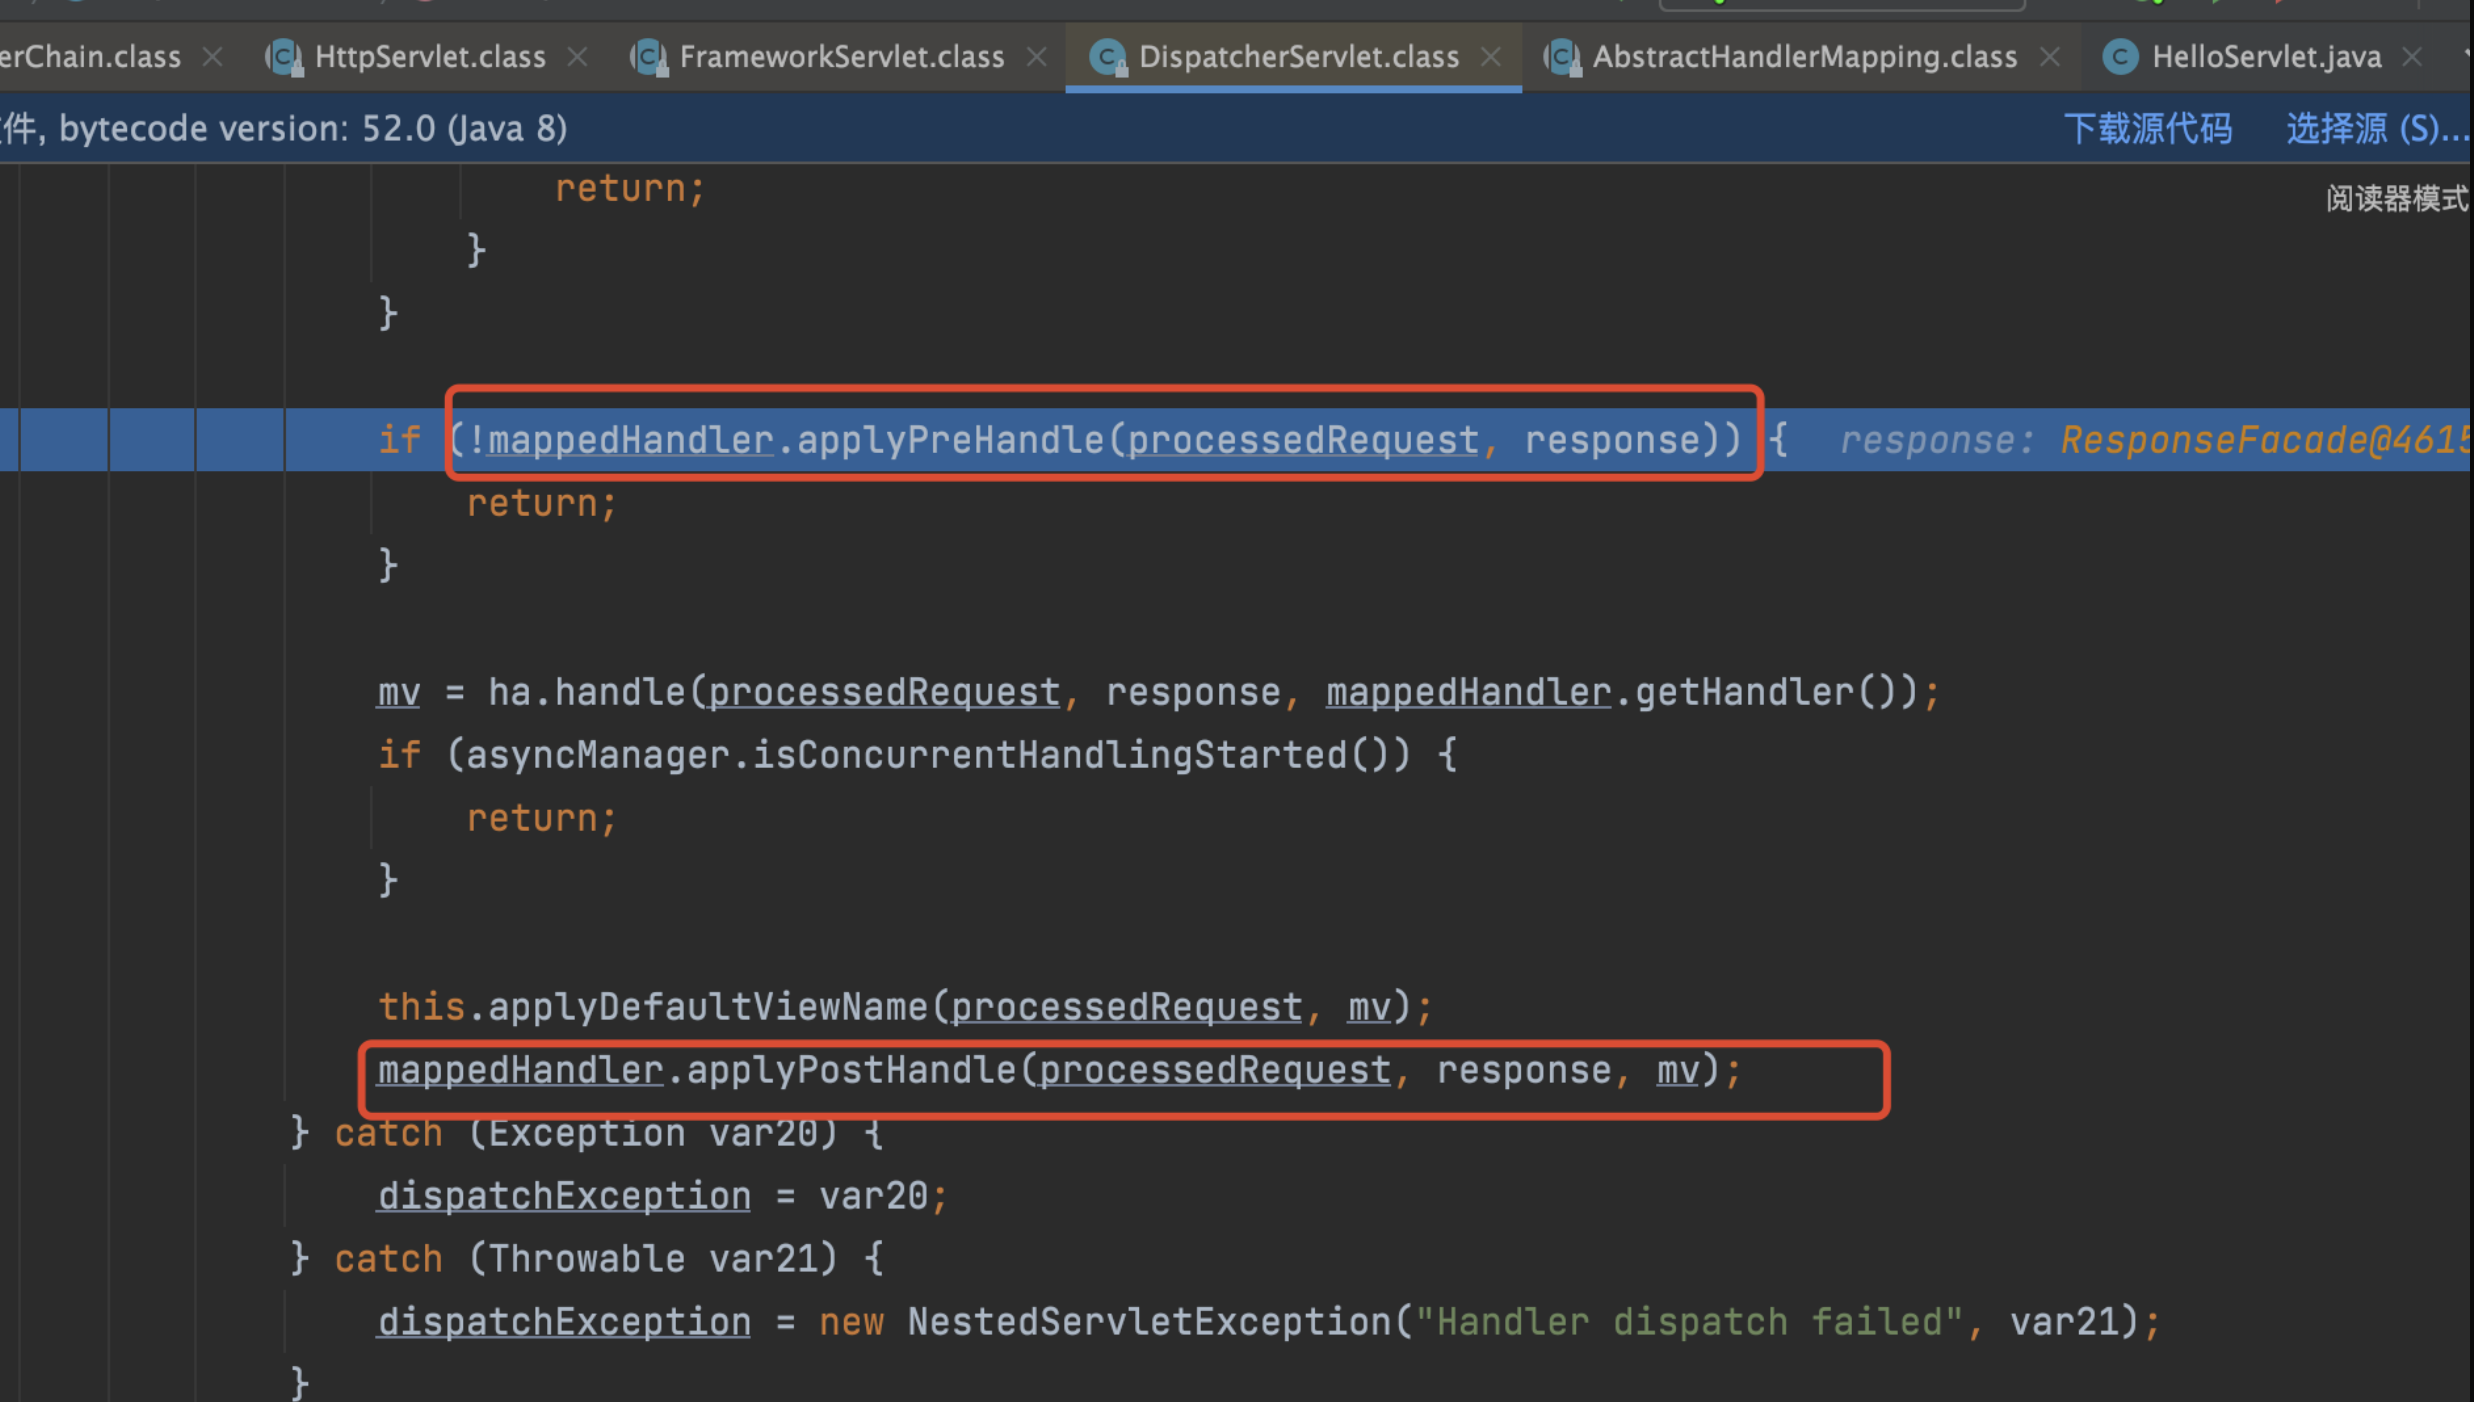 erChain.class HttpServlet.class FrameworkServlet.class DispatcherServlet.class AbstractHandlerMapping.class HelloServlet.java
件, bytecode version: 52.0 (Java 8) 下载源代码 选择源 (S)...
return;
阅读器模式
}
}
if (!mappedHandler.applyPreHandle(processedRequest, response)) { response: ResponseFacade@4615
return;
}
mv = ha.handle(processedRequest, response, mappedHandler.getHandler());
if (asyncManager.isConcurrentHandlingStarted()) {
return;
}
this.applyDefaultViewName(processedRequest, mv);
mappedHandler.applyPostHandle(processedRequest, response, mv);
} catch (Exception var20) {
dispatchException = var20;
} catch (Throwable var21) {
dispatchException = new NestedServletException("Handler dispatch failed", var21);
}